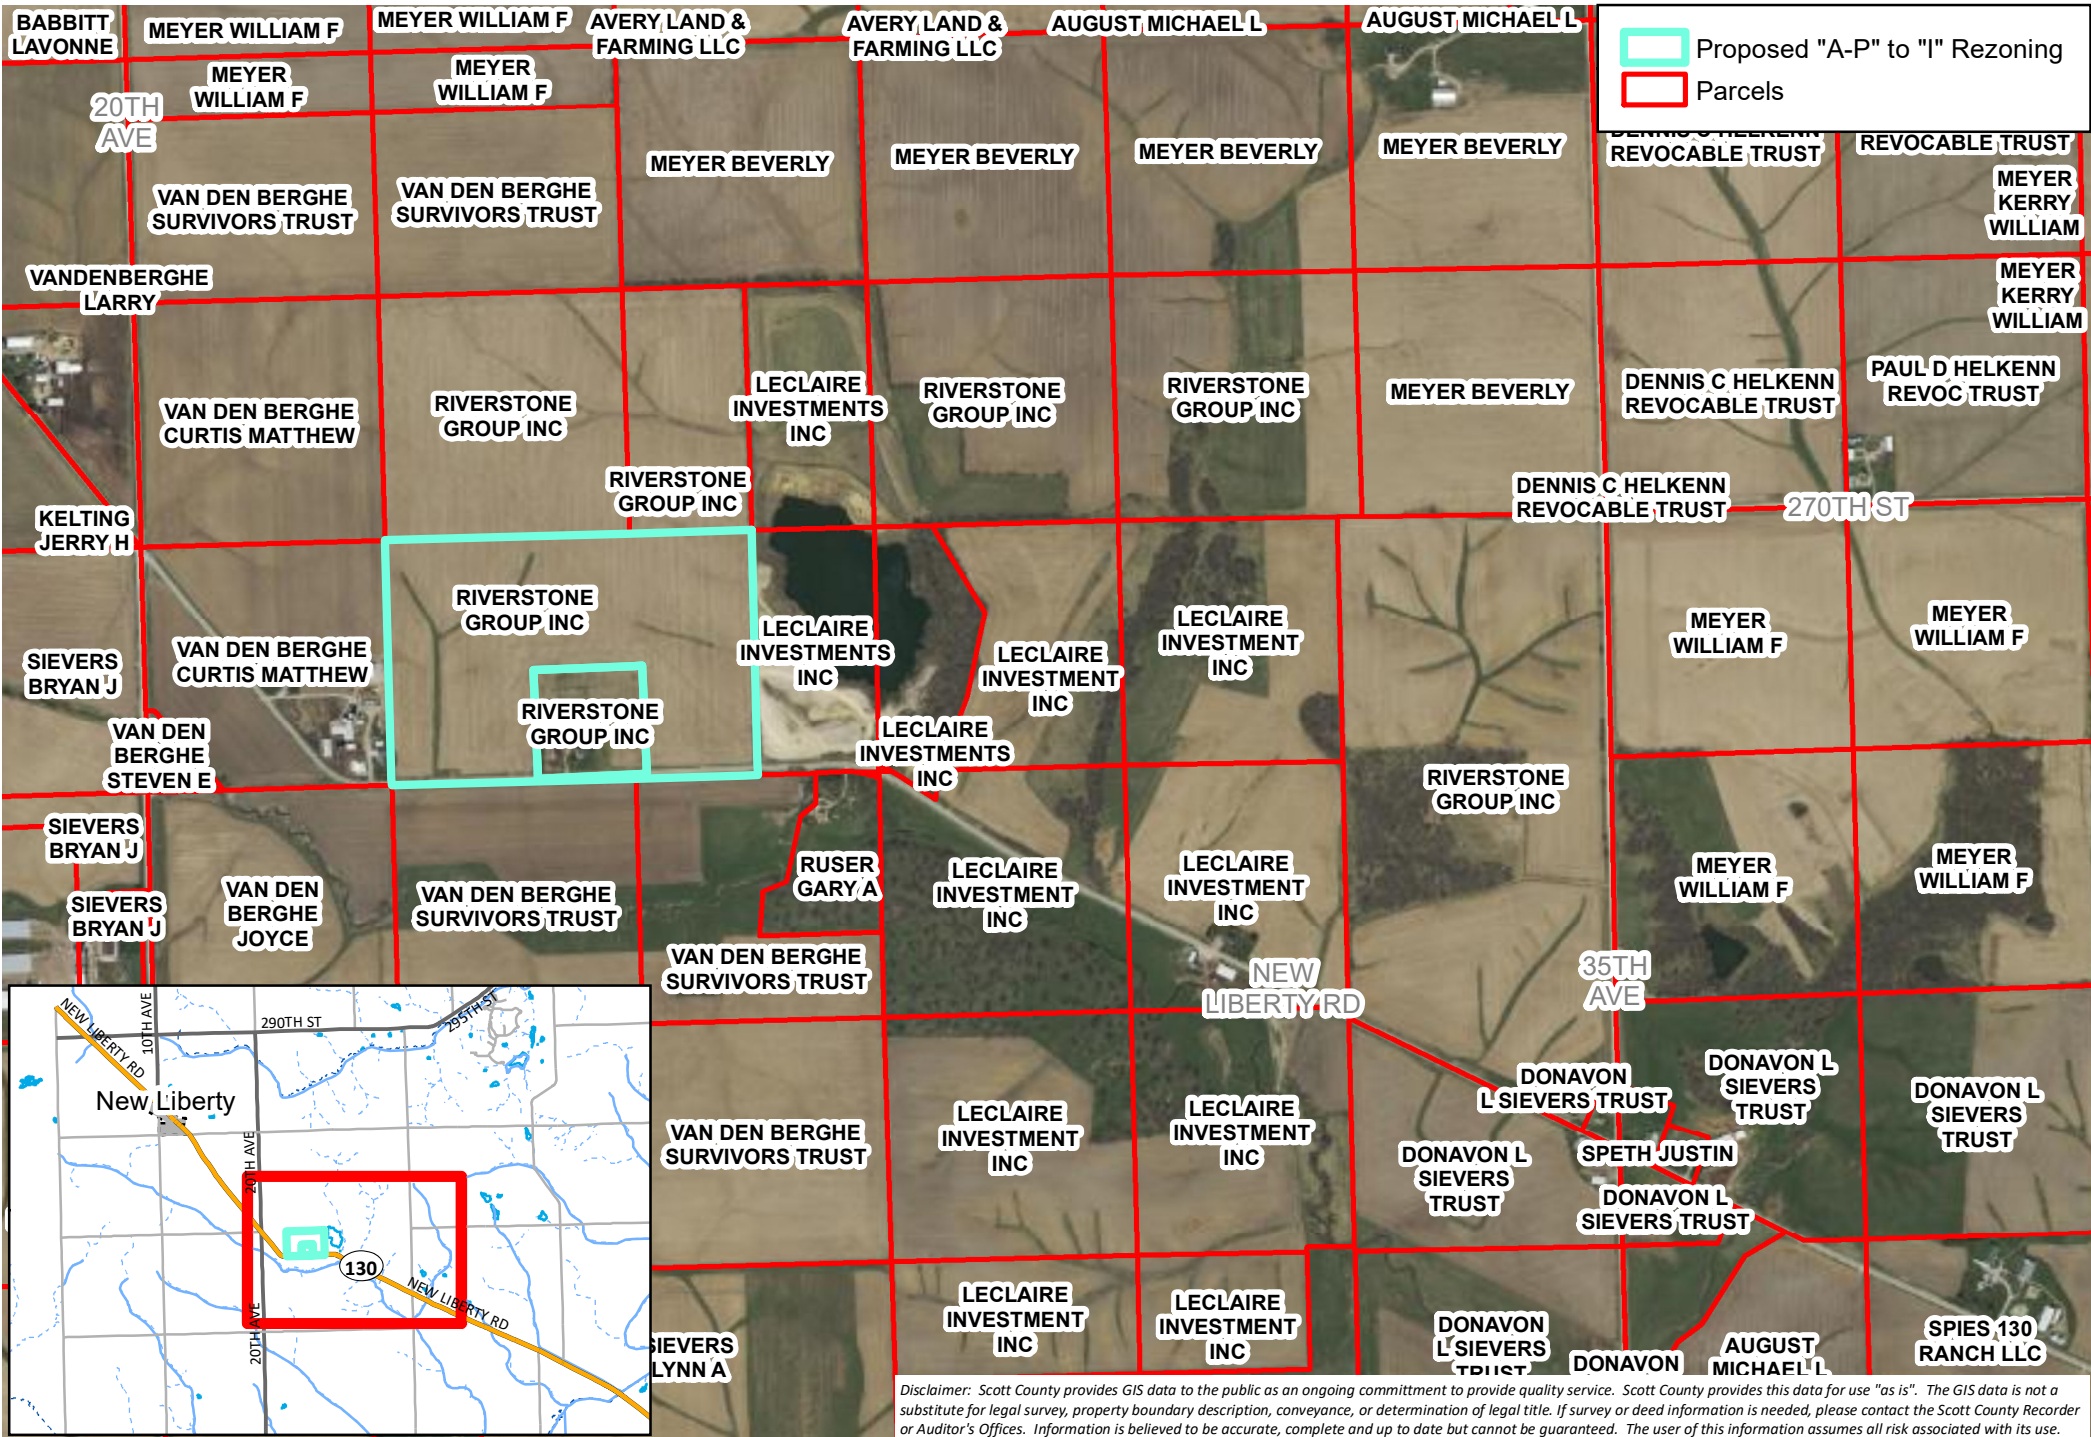 BABBITT
LAVONNE
MEYER WILLIAM F
MEYER WILLIAM F
AVERY LAND &
FARMING LLC
AVERY LAND &
FARMING LLC
AUGUST MICHAEL L
AUGUST MICHAEL L
Proposed "A-P" to "I" Rezoning
Parcels
MEYER
WILLIAM F
MEYER
WILLIAM F
20TH
AVE
MEYER BEVERLY
MEYER BEVERLY
MEYER BEVERLY
MEYER BEVERLY
DENNIS C HELKENN
REVOCABLE TRUST
REVOCABLE TRUST
VAN DEN BERGHE
SURVIVORS TRUST
VAN DEN BERGHE
SURVIVORS TRUST
MEYER
KERRY
WILLIAM
VANDENBERGHE
LARRY
MEYER
KERRY
WILLIAM
VAN DEN BERGHE
CURTIS MATTHEW
RIVERSTONE
GROUP INC
LECLAIRE
INVESTMENTS
INC
RIVERSTONE
GROUP INC
RIVERSTONE
GROUP INC
MEYER BEVERLY
DENNIS C HELKENN
REVOCABLE TRUST
PAUL D HELKENN
REVOC TRUST
RIVERSTONE
GROUP INC
DENNIS C HELKENN
REVOCABLE TRUST
270TH ST
KELTING
JERRY H
RIVERSTONE
GROUP INC
LECLAIRE
INVESTMENTS
INC
LECLAIRE
INVESTMENT
INC
LECLAIRE
INVESTMENT
INC
MEYER
WILLIAM F
MEYER
WILLIAM F
SIEVERS
BRYAN J
VAN DEN BERGHE
CURTIS MATTHEW
RIVERSTONE
GROUP INC
LECLAIRE
INVESTMENTS
INC
VAN DEN
BERGHE
STEVEN E
RIVERSTONE
GROUP INC
SIEVERS
BRYAN J
RUSER
GARY A
LECLAIRE
INVESTMENT
INC
LECLAIRE
INVESTMENT
INC
MEYER
WILLIAM F
MEYER
WILLIAM F
SIEVERS
BRYAN J
VAN DEN
BERGHE
JOYCE
VAN DEN BERGHE
SURVIVORS TRUST
VAN DEN BERGHE
SURVIVORS TRUST
NEW
LIBERTY RD
35TH
AVE
DONAVON
L SIEVERS TRUST
DONAVON L
SIEVERS
TRUST
DONAVON L
SIEVERS
TRUST
VAN DEN BERGHE
SURVIVORS TRUST
LECLAIRE
INVESTMENT
INC
LECLAIRE
INVESTMENT
INC
DONAVON L
SIEVERS
TRUST
SPETH JUSTIN
DONAVON L
SIEVERS TRUST
LECLAIRE
INVESTMENT
INC
LECLAIRE
INVESTMENT
INC
DONAVON
L SIEVERS
TRUST
DONAVON
AUGUST
MICHAEL L
SPIES 130
RANCH LLC
SIEVERS
LYNN A
NEW LIBERTY RD
10TH AVE
290TH ST
295TH ST
New Liberty
20TH AVE
130
NEW LIBERTY RD
20TH AVE
Disclaimer: Scott County provides GIS data to the public as an ongoing committment to provide quality service. Scott County provides this data for use "as is". The GIS data is not a
substitute for legal survey, property boundary description, conveyance, or determination of legal title. If survey or deed information is needed, please contact the Scott County Recorder
or Auditor's Offices. Information is believed to be accurate, complete and up to date but cannot be guaranteed. The user of this information assumes all risk associated with its use.